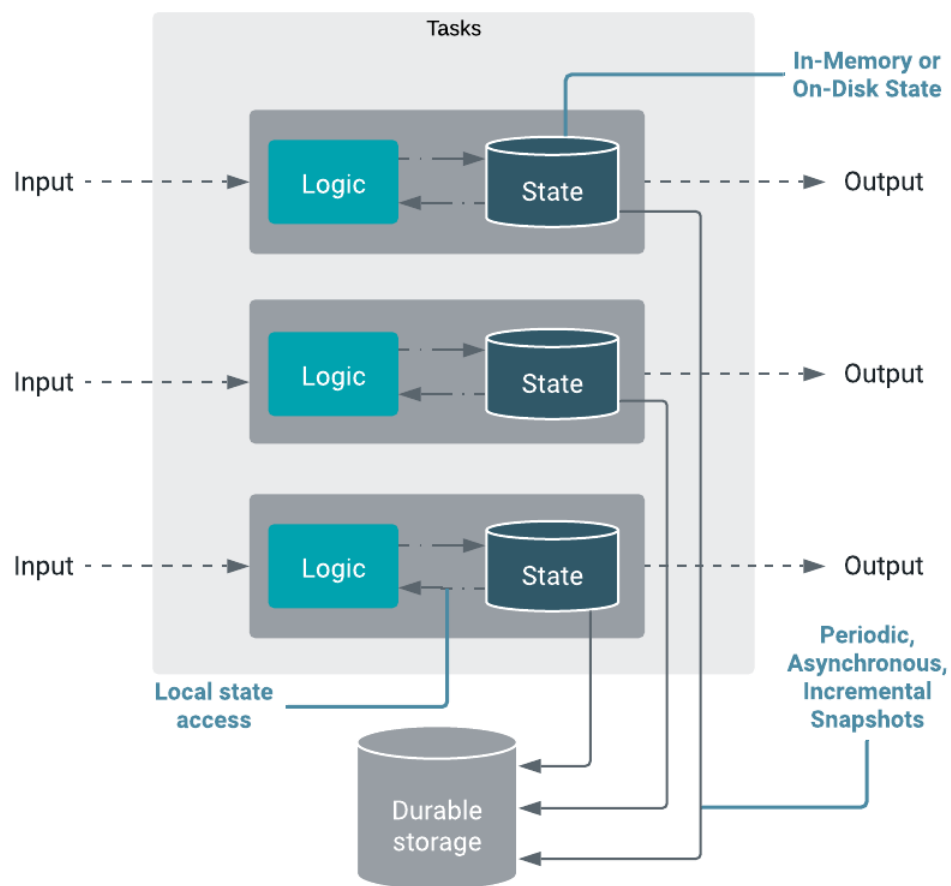 Tasks
In-Memory or
On-Disk State
Input
Logic
State
Output
Input
Logic
State
Output
Input
Logic
State
Output
Local state
access
Periodic,
Asynchronous,
Incremental
Snapshots
Durable
storage